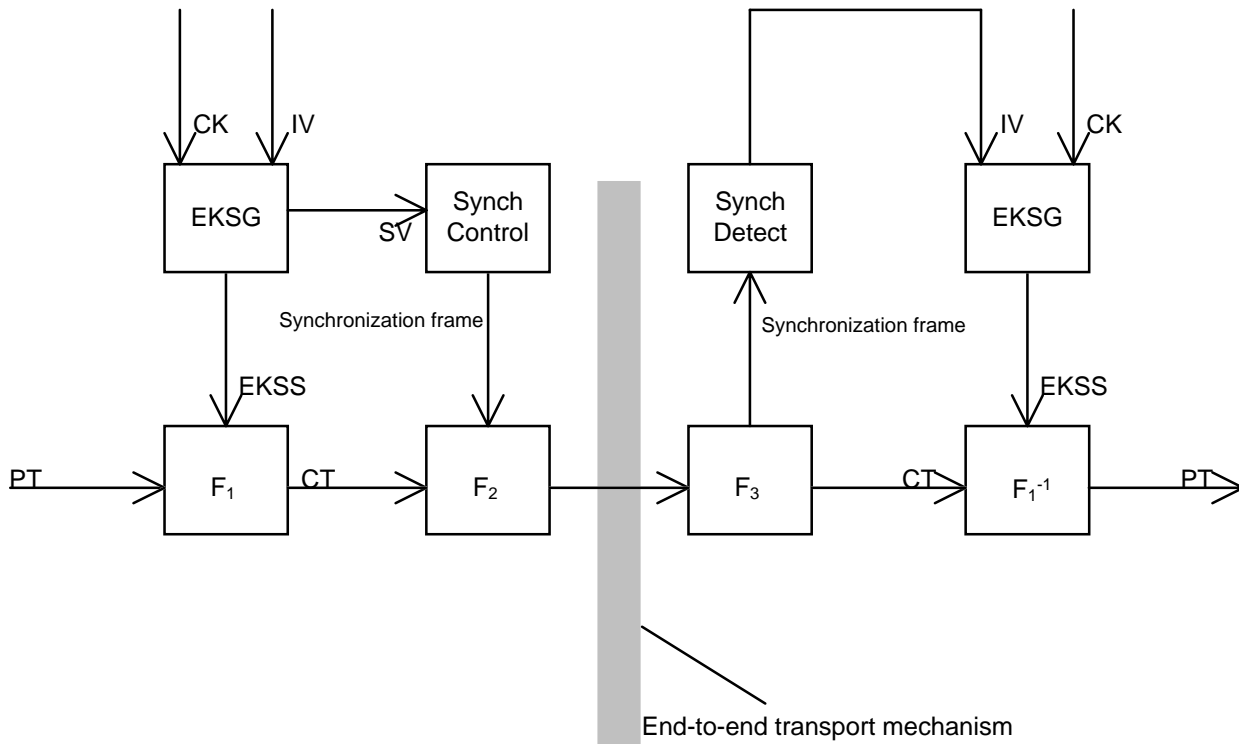 CK
IV
IV
CK
EKSG
SV
Synch
Control
Synch
Detect
EKSG
Synchronization frame
Synchronization frame
EKSS
EKSS
PT
F₁
CT
F₂
F₃
CT
F₁⁻¹
PT
End-to-end transport mechanism